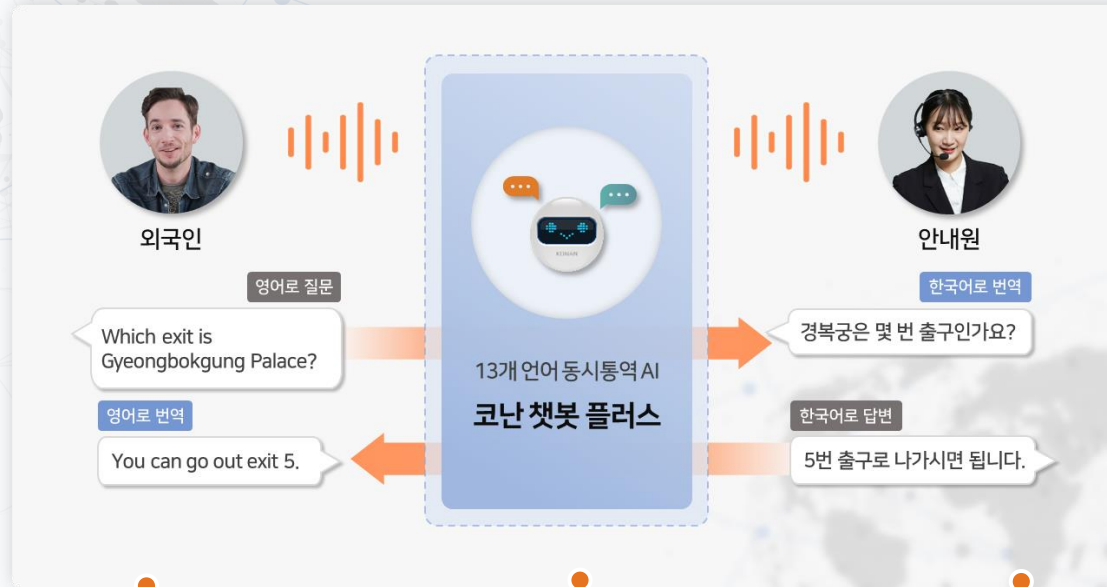 외국인
안내원
영어로 질문
Which exit is
Gyeongbokgung Palace?
한국어로 번역
경복궁은 몇 번 출구인가요?
KONAN
13개 언어 동시통역 AI
코난 챗봇 플러스
영어로 번역
You can go out exit 5.
한국어로 답변
5번 출구로 나가시면 됩니다.